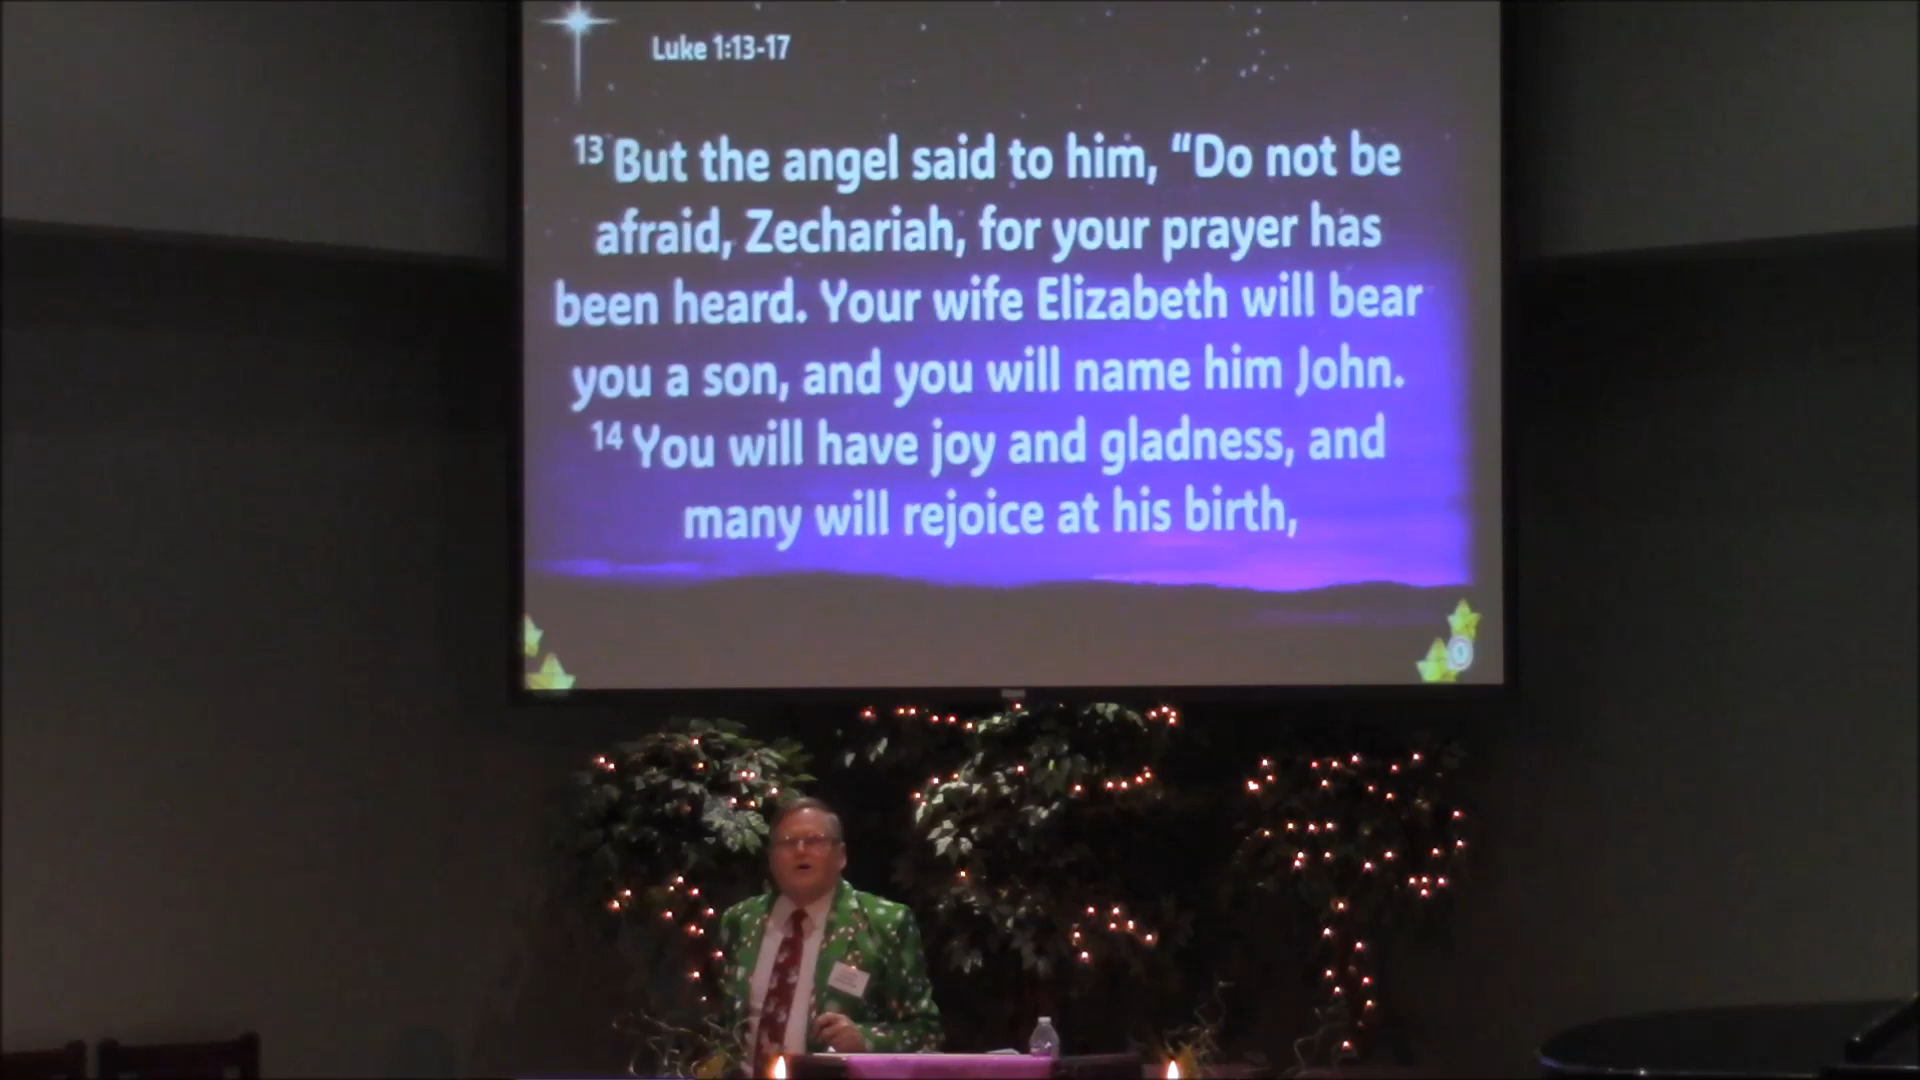 Luke 1:13-17
13 But the angel said to him, “Do not be
afraid, Zechariah, for your prayer has
been heard. Your wife Elizabeth will bear
you a son, and you will name him John.
14 You will have joy and gladness, and
many will rejoice at his birth,